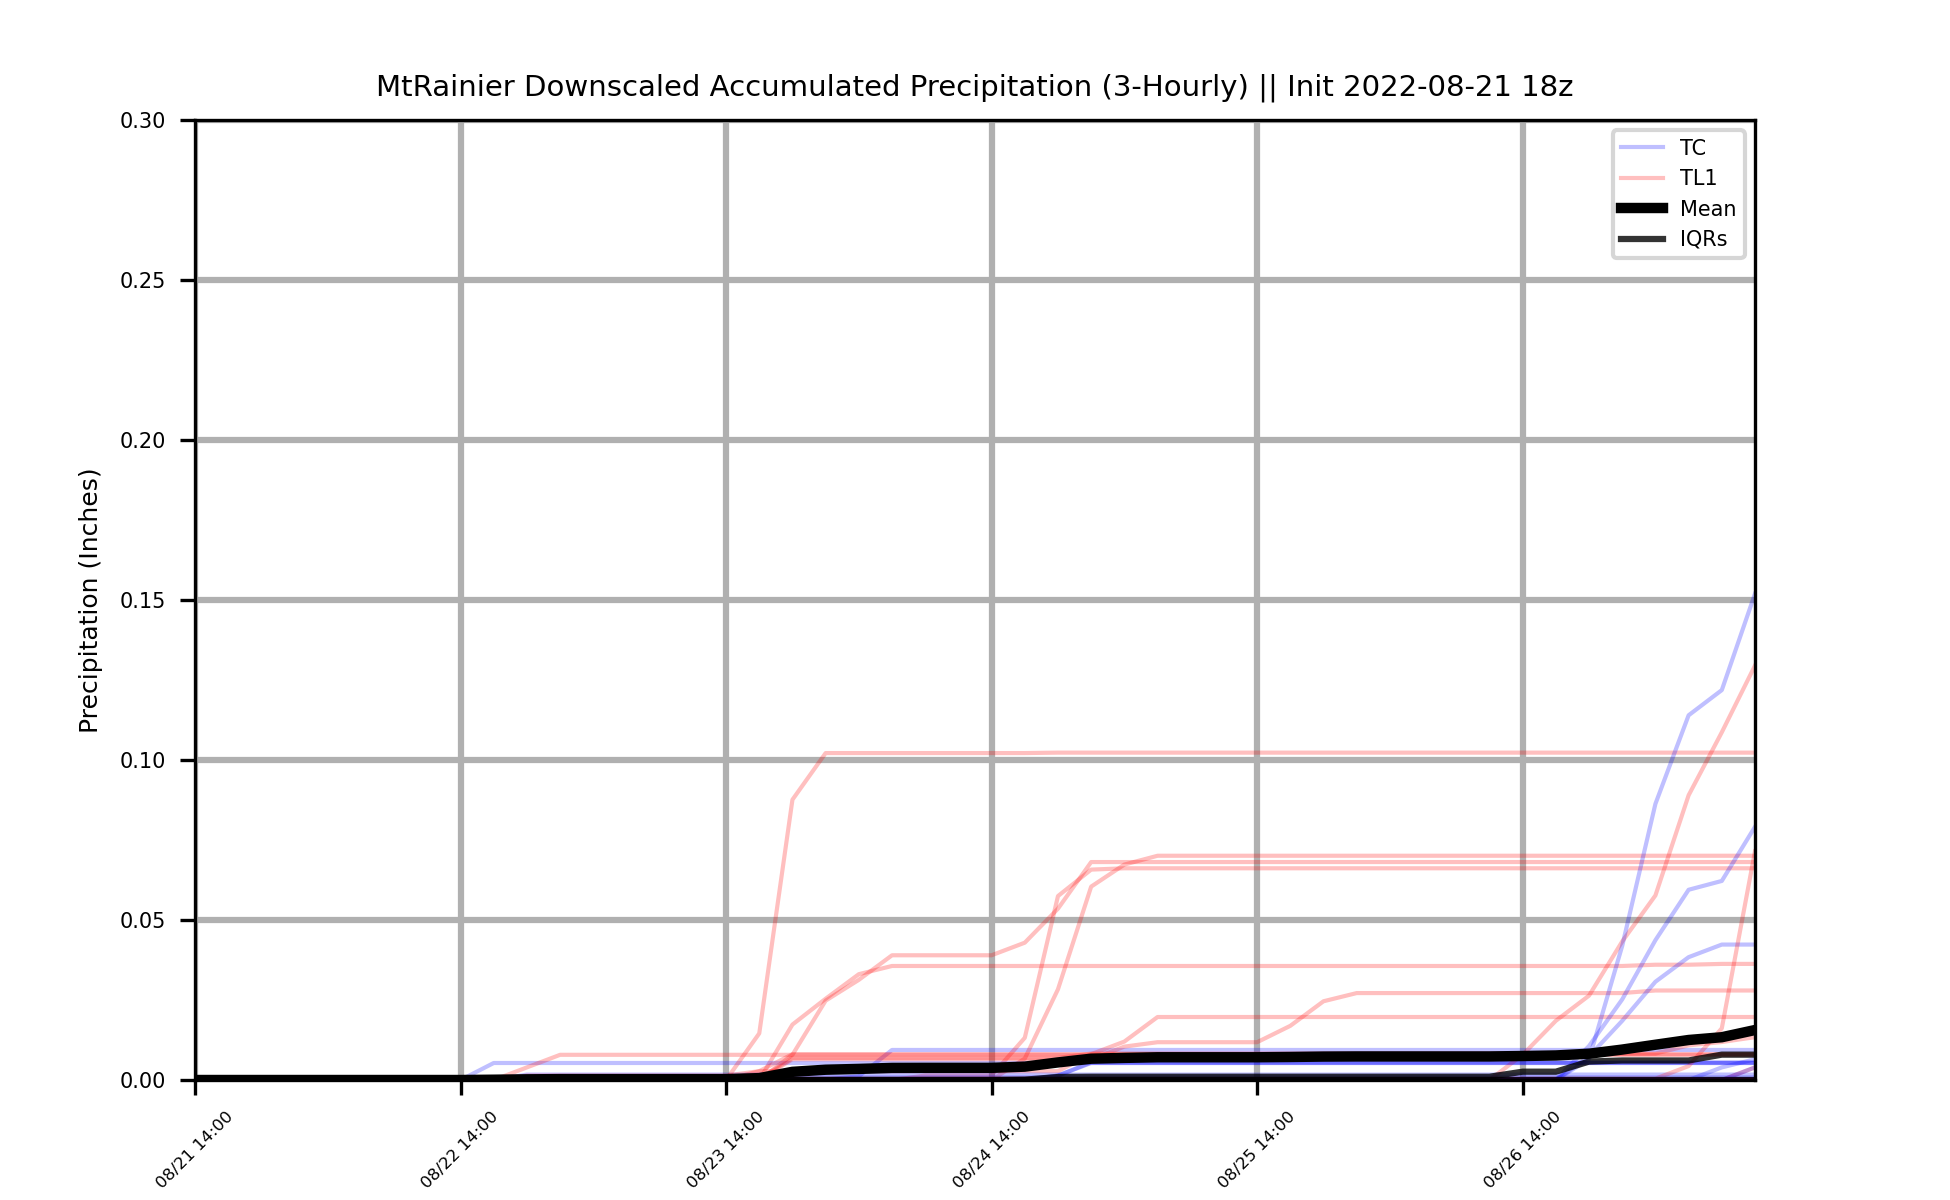 MtRainier Downscaled Accumulated Precipitation (3-Hourly) || Init 2022-08-21 18z
0.30
0.25
0.20
0.15
0.10
0.05
0.00
Precipitation (Inches)
TC
TL1
Mean
IQRs
08/21 14:00
08/22 14:00
08/23 14:00
08/24 14:00
08/25 14:00
08/26 14:00